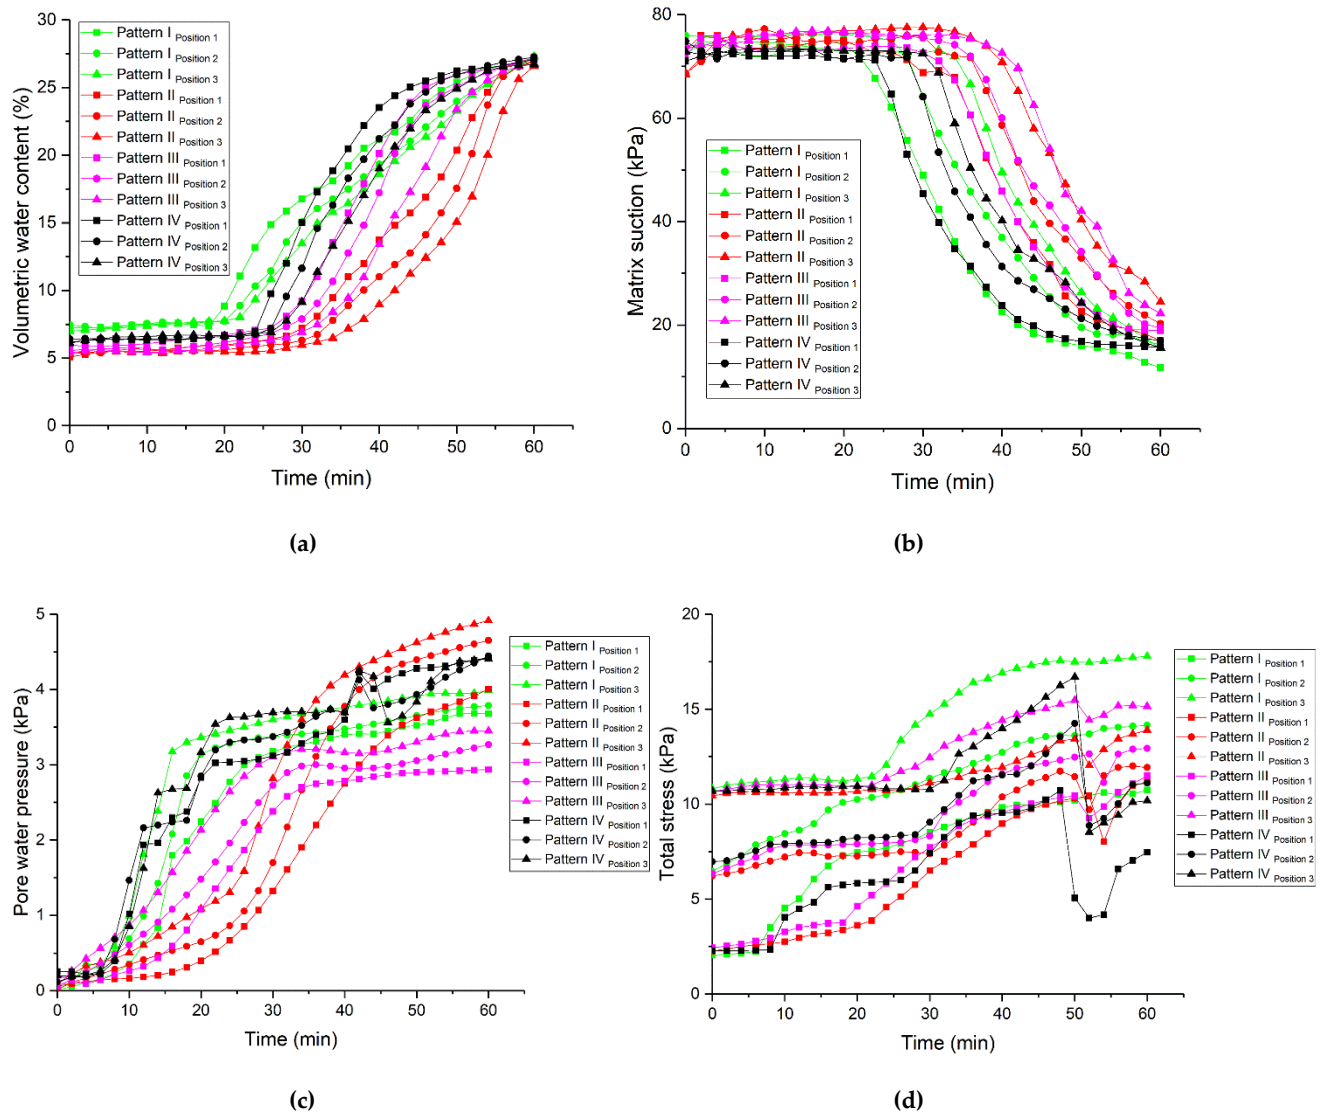 30
25
20
15
10
5
0
Volumetric water content (%)
Pattern I Position 1
Pattern I Position 2
Pattern I Position 3
Pattern II Position 1
Pattern II Position 2
Pattern II Position 3
Pattern III Position 1
Pattern III Position 2
Pattern III Position 3
Pattern IV Position 1
Pattern IV Position 2
Pattern IV Position 3
0 10 20 30 40 50 60
Time (min)
(a)
80
60
40
20
0
Matrix suction (kPa)
Pattern I Position 1
Pattern I Position 2
Pattern I Position 3
Pattern II Position 1
Pattern II Position 2
Pattern II Position 3
Pattern III Position 1
Pattern III Position 2
Pattern III Position 3
Pattern IV Position 1
Pattern IV Position 2
Pattern IV Position 3
0 10 20 30 40 50 60
Time (min)
(b)
5
4
3
2
1
0
Pore water pressure (kPa)
Pattern I Position 1
Pattern I Position 2
Pattern I Position 3
Pattern II Position 1
Pattern II Position 2
Pattern II Position 3
Pattern III Position 1
Pattern III Position 2
Pattern III Position 3
Pattern IV Position 1
Pattern IV Position 2
Pattern IV Position 3
0 10 20 30 40 50 60
Time (min)
(c)
20
15
10
5
0
Total stress (kPa)
Pattern I Position 1
Pattern I Position 2
Pattern I Position 3
Pattern II Position 1
Pattern II Position 2
Pattern II Position 3
Pattern III Position 1
Pattern III Position 2
Pattern III Position 3
Pattern IV Position 1
Pattern IV Position 2
Pattern IV Position 3
0 10 20 30 40 50 60
Time (min)
(d)